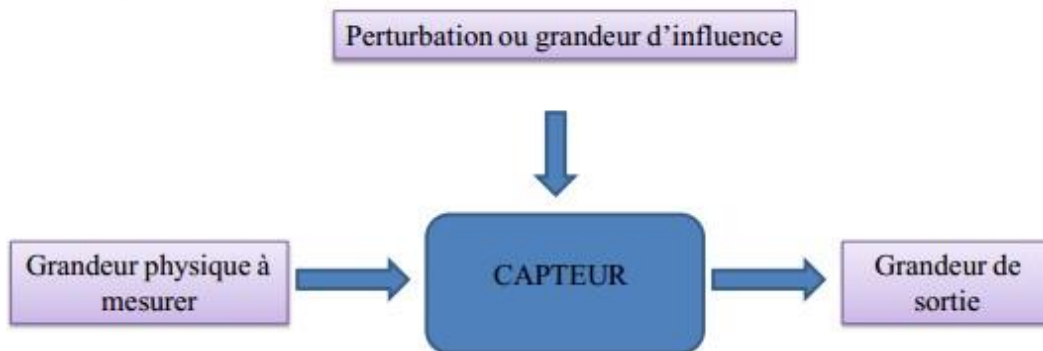 Perturbation ou grandeur d’influence
Grandeur physique à
mesurer
CAPTEUR
Grandeur de
sortie